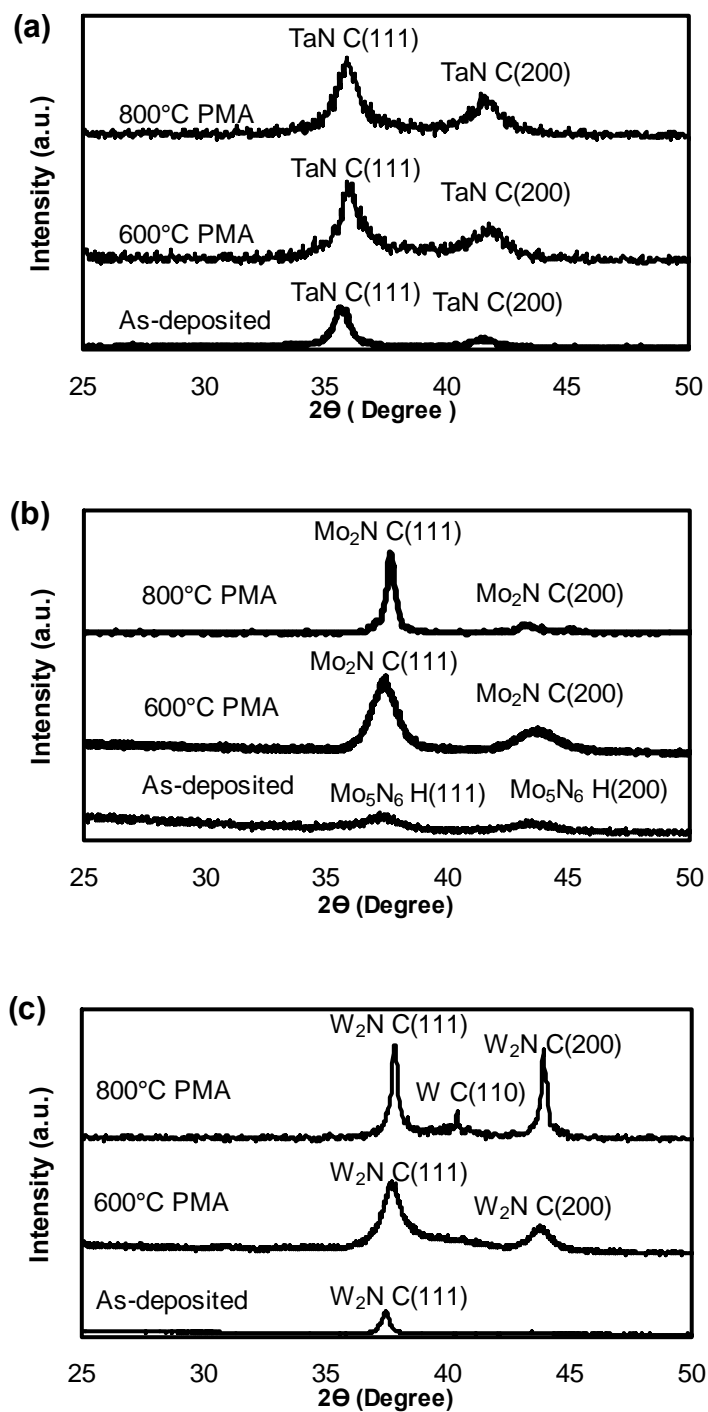 (a)
TaN C(111)
TaN C(200)
800°C PMA
TaN C(111)
TaN C(200)
600°C PMA
TaN C(111)
TaN C(200)
As-deposited
Intensity (a.u.)
25 30 35 40 45 50
2Θ ( Degree )
(b)
Mo₂N C(111)
800°C PMA
Mo₂N C(200)
Mo₂N C(111)
Mo₂N C(200)
600°C PMA
As-deposited
Mo₅N₆ H(111)
Mo₅N₆ H(200)
Intensity (a.u.)
25 30 35 40 45 50
2Θ (Degree)
(c)
W₂N C(111)
W₂N C(200)
800°C PMA
W C(110)
W₂N C(111)
600°C PMA
W₂N C(200)
As-deposited
W₂N C(111)
Intensity (a.u.)
25 30 35 40 45 50
2Θ (Degree)